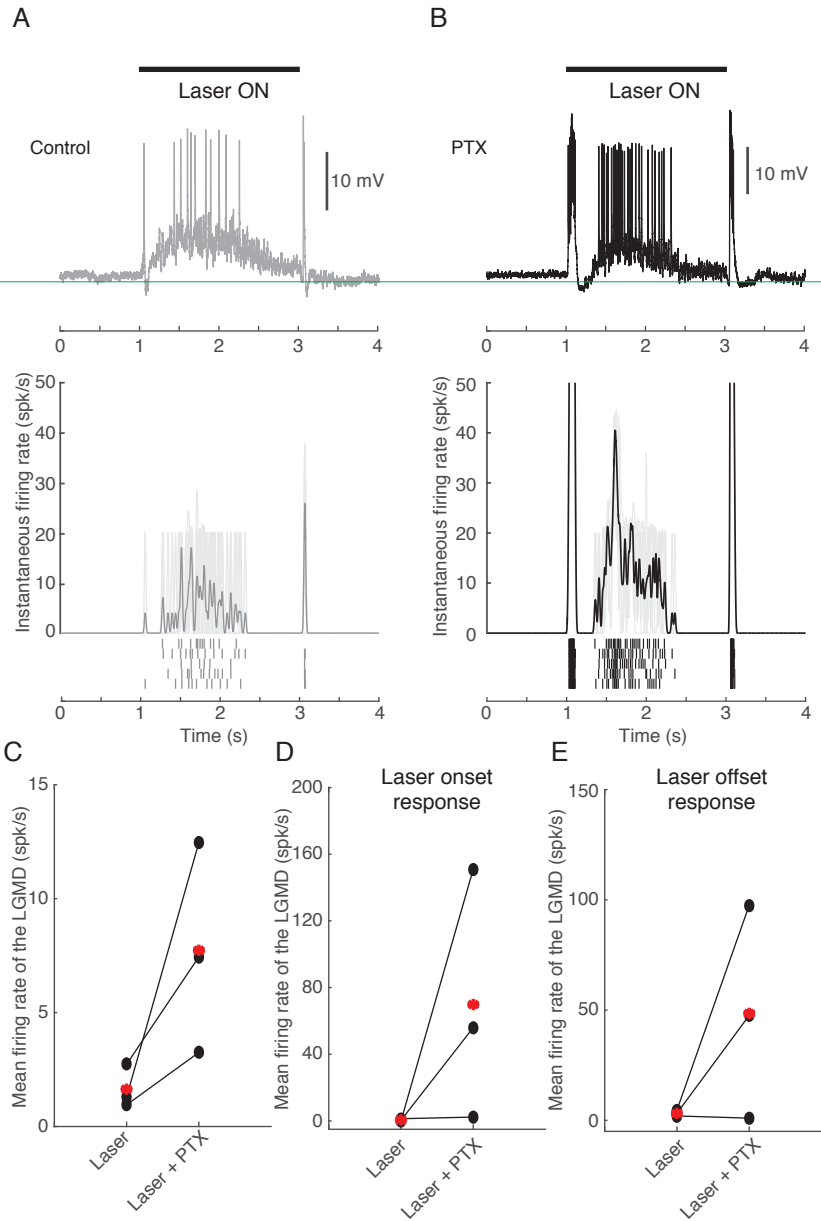 A
B
Laser ON
Laser ON
Control
PTX
10 mV
10 mV
0 1 2 3 4
0 1 2 3 4
Instantaneous firing rate (spk/s)
50
40
30
20
10
0
Instantaneous firing rate (spk/s)
50
40
30
20
10
0
0 1 2 3 4
Time (s)
0 1 2 3 4
Time (s)
C
Mean firing rate of the LGMD (spk/s)
15
10
5
0
Laser
Laser + PTX
D
Laser onset
response
Mean firing rate of the LGMD (spk/s)
200
160
120
80
40
0
Laser
Laser + PTX
E
Laser offset
response
Mean firing rate of the LGMD (spk/s)
150
100
50
0
Laser
Laser + PTX